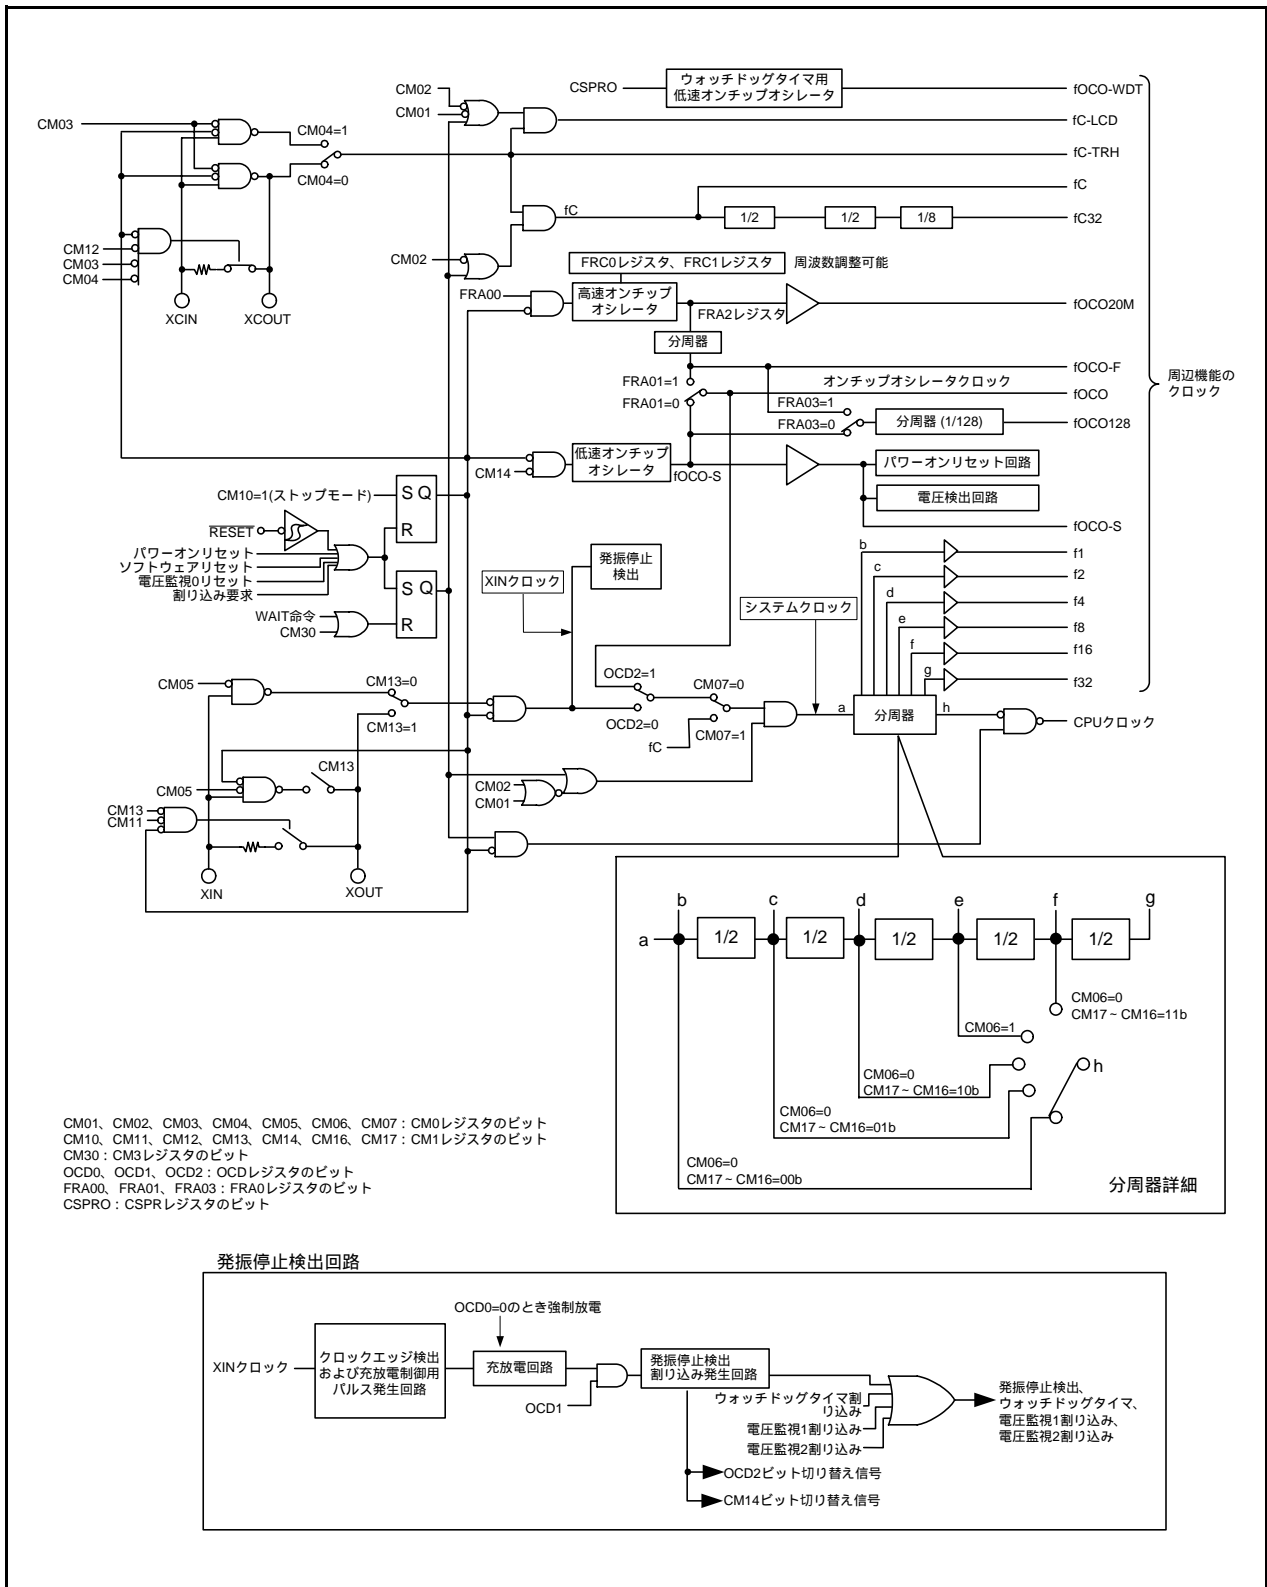 CM02
CM01
CSPRO
ウォッチドッグタイマ用
低速オンチップオシレータ
fOCO-WDT
fC-LCD
CM03
CM04=1
CM04=0
fC-TRH
fC
fC
1/2
1/2
1/8
fC32
CM12
CM03
CM04
CM02
XCIN
XCOUT
FRC0レジスタ、FRC1レジスタ
周波数調整可能
FRA00
高速オンチップ
オシレータ
FRA2レジスタ
fOCO20M
分周器
fOCO-F
周辺機能の
クロック
FRA01=1
FRA01=0
オンチップオシレータクロック
fOCO
FRA03=1
FRA03=0
分周器 (1/128)
fOCO128
CM14
低速オンチップ
オシレータ
fOCO-S
パワーオンリセット回路
電圧検出回路
fOCO-S
CM10=1(ストップモード)
S Q
R
RESET
パワーオンリセット
ソフトウェアリセット
電圧監視0リセット
割り込み要求
S Q
R
WAIT命令
CM30
XINクロック
発振停止
検出
システムクロック
b
c
d
e
f
g
f1
f2
f4
f8
f16
f32
CM05
CM13=0
CM13=1
OCD2=1
OCD2=0
CM07=0
CM07=1
fC
a
分周器
h
CPUクロック
CM13
CM05
CM02
CM01
CM13
CM11
XIN
XOUT
b
c
d
e
f
g
a
1/2
1/2
1/2
1/2
1/2
CM06=0
CM17~CM16=11b
CM06=1
h
CM06=0
CM17~CM16=10b
CM06=0
CM17~CM16=01b
CM06=0
CM17~CM16=00b
分周器詳細
CM01、CM02、CM03、CM04、CM05、CM06、CM07:CM0レジスタのビット
CM10、CM11、CM12、CM13、CM14、CM16、CM17:CM1レジスタのビット
CM30:CM3レジスタのビット
OCD0、OCD1、OCD2:OCDレジスタのビット
FRA00、FRA01、FRA03:FRA0レジスタのビット
CSPRO:CSPRレジスタのビット
発振停止検出回路
OCD0=0のとき強制放電
XINクロック
クロックエッジ検出
および充放電制御用
パルス発生回路
充放電回路
OCD1
発振停止検出
割り込み発生回路
ウォッチドッグタイマ割
り込み
電圧監視1割り込み
電圧監視2割り込み
発振停止検出、
ウォッチドッグタイマ、
電圧監視1割り込み、
電圧監視2割り込み
OCD2ビット切り替え信号
CM14ビット切り替え信号